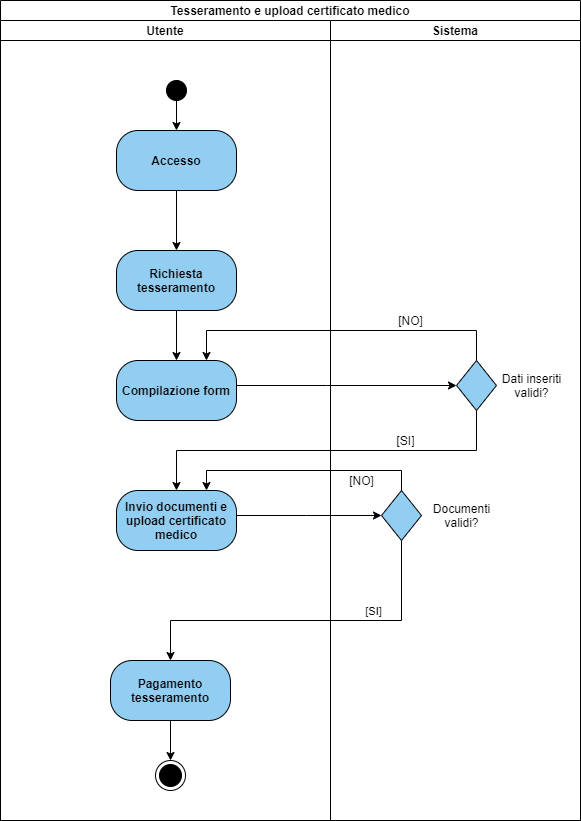 Tesseramento e upload certificato medico
Utente
Sistema
Accesso
Richiesta
tesseramento
[NO]
Compilazione form
Dati inseriti
validi?
[SI]
[NO]
Invio documenti e
upload certificato
medico
Documenti
validi?
[SI]
Pagamento
tesseramento